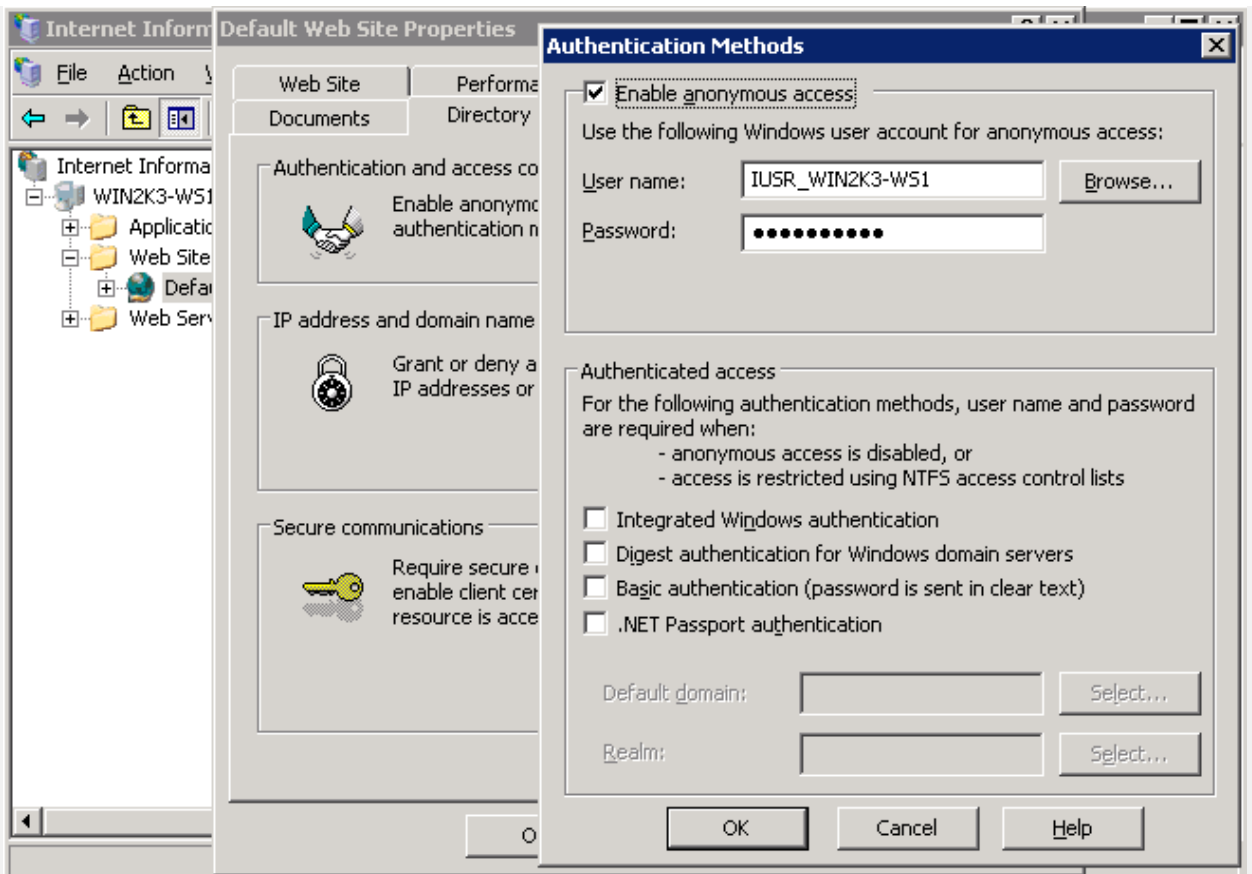 Internet Inform
File
Action
Internet Informa
WIN2K3-WS1
Applicatio
Web Site
Defau
Web Serv
Default Web Site Properties
Web Site
Performa
Documents
Directory
Authentication and access co
Enable anonymo
authentication m
IP address and domain name
Grant or deny a
IP addresses or
Secure communications
Require secure
enable client cer
resource is acce
O
Authentication Methods
Enable anonymous access
Use the following Windows user account for anonymous access:
User name:
IUSR_WIN2K3-WS1
Browse...
Password:
Authenticated access
For the following authentication methods, user name and password
are required when:
- anonymous access is disabled, or
- access is restricted using NTFS access control lists
Integrated Windows authentication
Digest authentication for Windows domain servers
Basic authentication (password is sent in clear text)
.NET Passport authentication
Default domain:
Select...
Realm:
Select...
OK
Cancel
Help